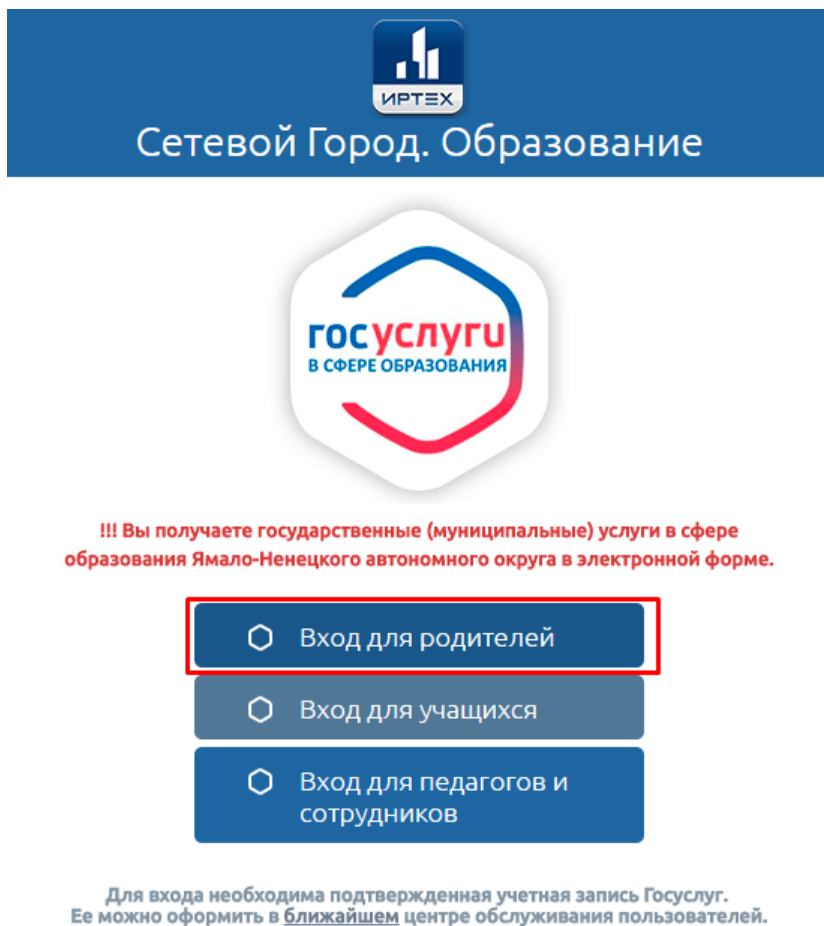 ИРТЕХ
Сетевой Город. Образование
госуслуги
В СФЕРЕ ОБРАЗОВАНИЯ
!!! Вы получаете государственные (муниципальные) услуги в сфере
образования Ямало-Ненецкого автономного округа в электронной форме.
Вход для родителей
Вход для учащихся
Вход для педагогов и
сотрудников
Для входа необходима подтвержденная учетная запись Госуслуг.
Ее можно оформить в ближайшем центре обслуживания пользователей.